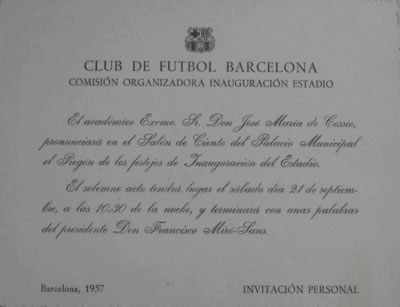 CLUB DE FUTBOL BARCELONA
COMISIÓN ORGANIZADORA INAUGURACIÓN ESTADIO
El académico Excmo. Sr. Don José Maria de Cossío,
pronunciará en el Salón de Ciento del Palacio Municipal
el Pregón de los festejos de Inauguración del Estadio.
El solemne acto tendrá lugar el sábado día 21 de septiem-
bre, a las 10.30 de la noche, y terminará con unas palabras
del presidente Don Francisco Miró-Sans.
Barcelona, 1957
INVITACIÓN PERSONAL